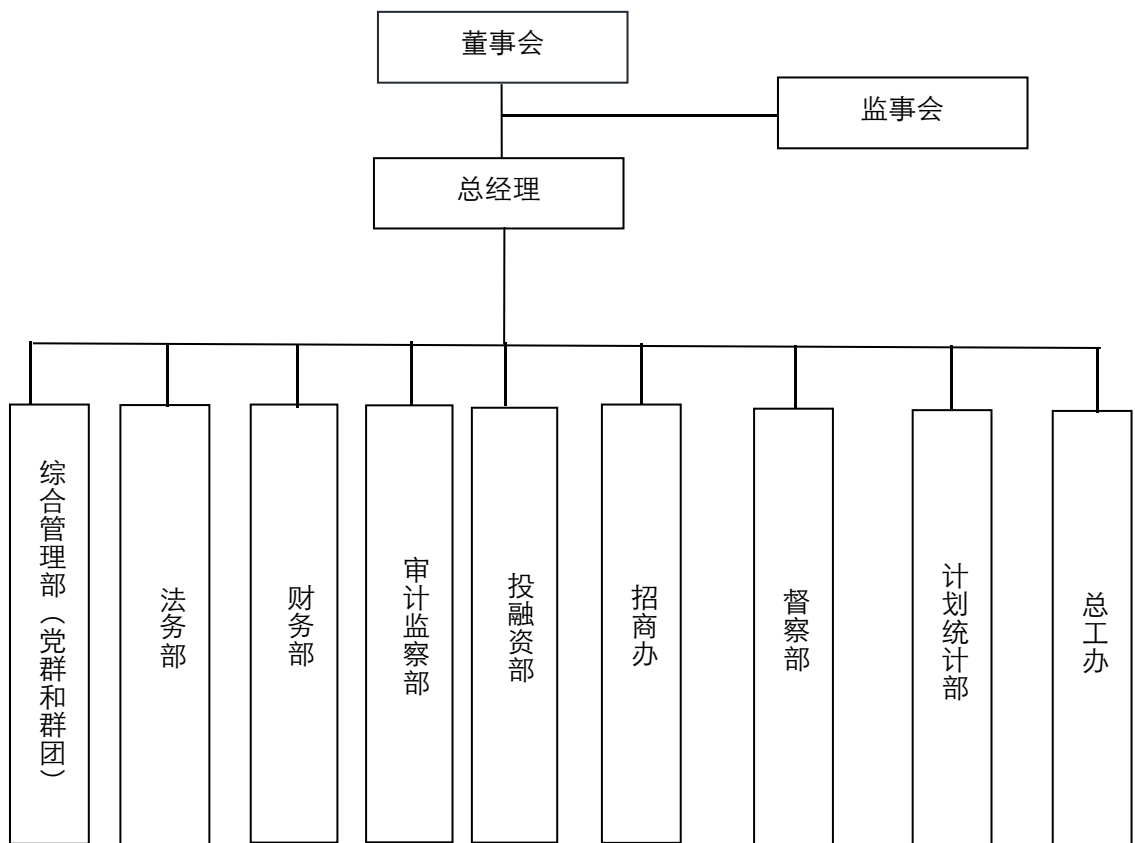 董事会
监事会
总经理
综合管理部（党群和群团）
法务部
财务部
审计监察部
投融资部
招商办
督察部
计划统计部
总工办